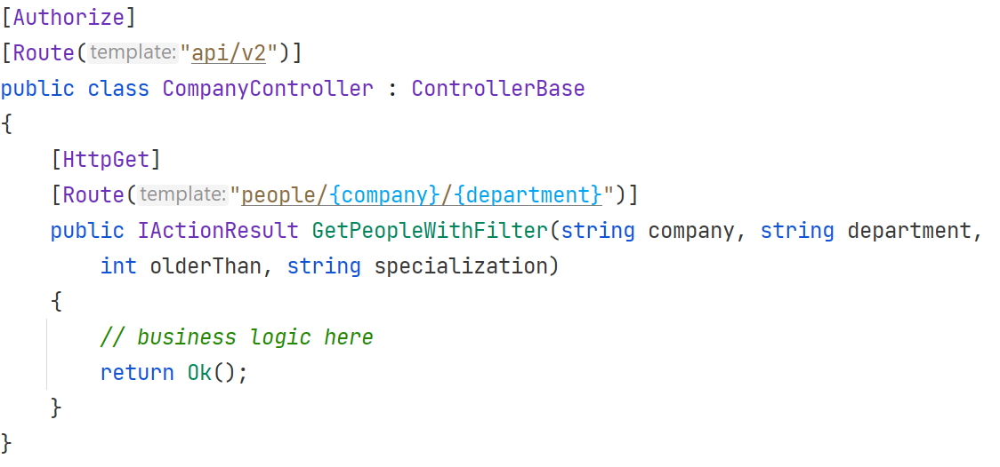 [Authorize]
[Route(template:"api/v2")]
public class CompanyController : ControllerBase
{
    [HttpGet]
    [Route(template:"people/{company}/{department}")]
    public IActionResult GetPeopleWithFilter(string company, string department,
        int olderThan, string specialization)
    {
        // business logic here
        return Ok();
    }
}